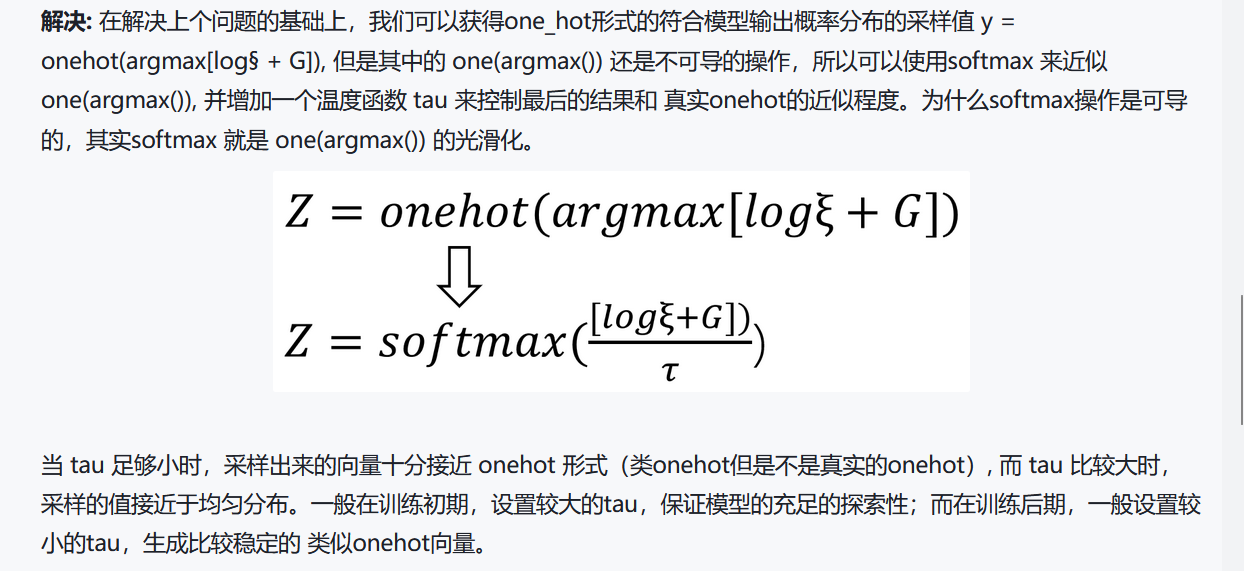 解决: 在解决上个问题的基础上，我们可以获得one_hot形式的符合模型输出概率分布的采样值 y =
onehot(argmax[log§ + G]), 但是其中的 one(argmax()) 还是不可导的操作，所以可以使用softmax 来近似
one(argmax()), 并增加一个温度函数 tau 来控制最后的结果和 真实onehot的近似程度。为什么softmax操作是可导
的，其实softmax 就是 one(argmax()) 的光滑化。
Z = onehot(argmax[logξ + G])
Z = softmax([logξ+G])/τ)
当 tau 足够小时，采样出来的向量十分接近 onehot 形式（类onehot但是不是真实的onehot）, 而 tau 比较大时，
采样的值接近于均匀分布。一般在训练初期，设置较大的tau，保证模型的充足的探索性；而在训练后期，一般设置较
小的tau，生成比较稳定的 类似onehot向量。